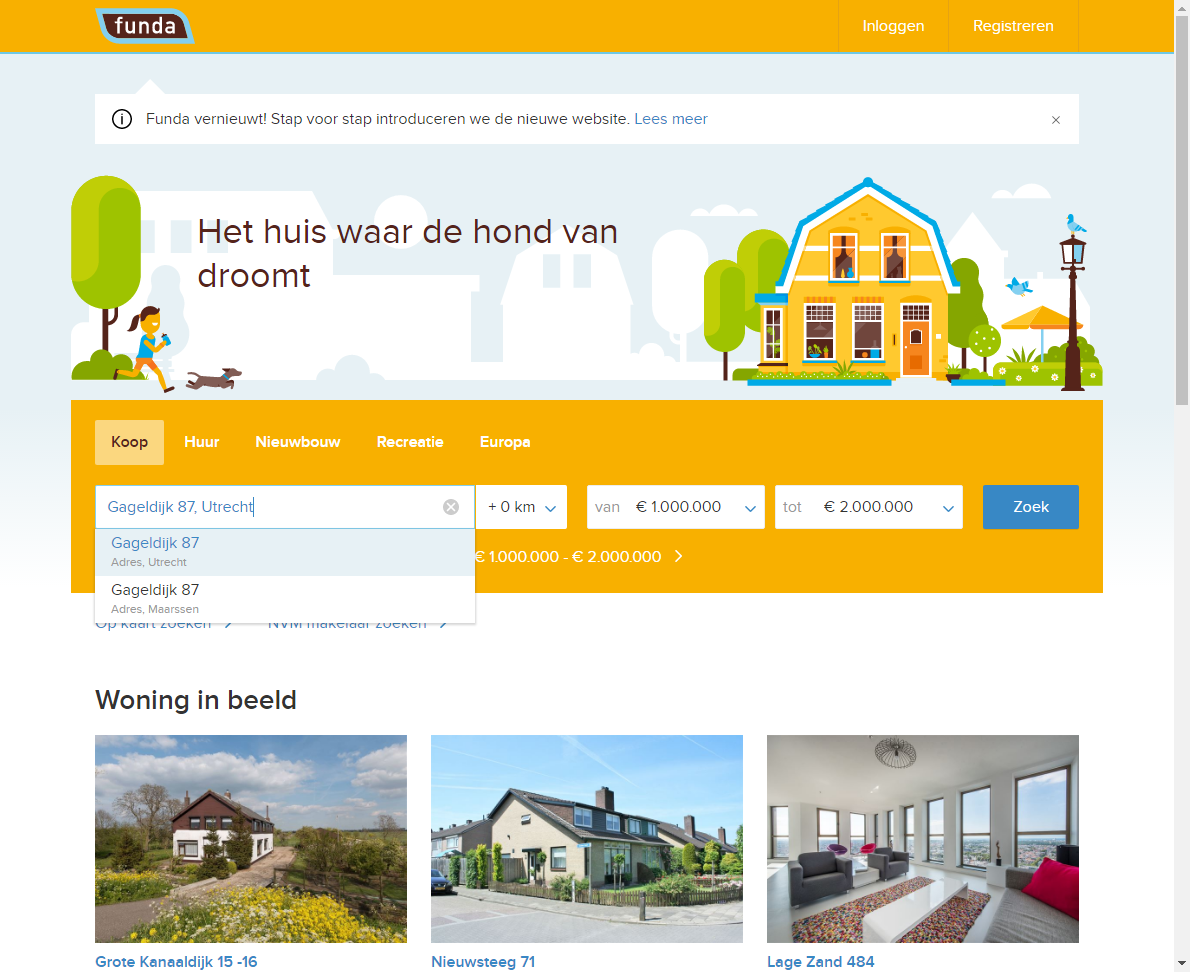 funda
Inloggen
Registreren
Funda vernieuwt! Stap voor stap introduceren we de nieuwe website. Lees meer
Het huis waar de hond van
droomt
Koop
Huur
Nieuwbouw
Recreatie
Europa
Gageldijk 87, Utrecht
+ 0 km
van € 1.000.000
tot € 2.000.000
Zoek
Gageldijk 87
Adres, Utrecht
€ 1.000.000 - € 2.000.000
Gageldijk 87
Adres, Maarssen
Op kaart zoeken
NVM makelaar zoeken
Woning in beeld
Grote Kanaaldijk 15 -16
Nieuwsteeg 71
Lage Zand 484